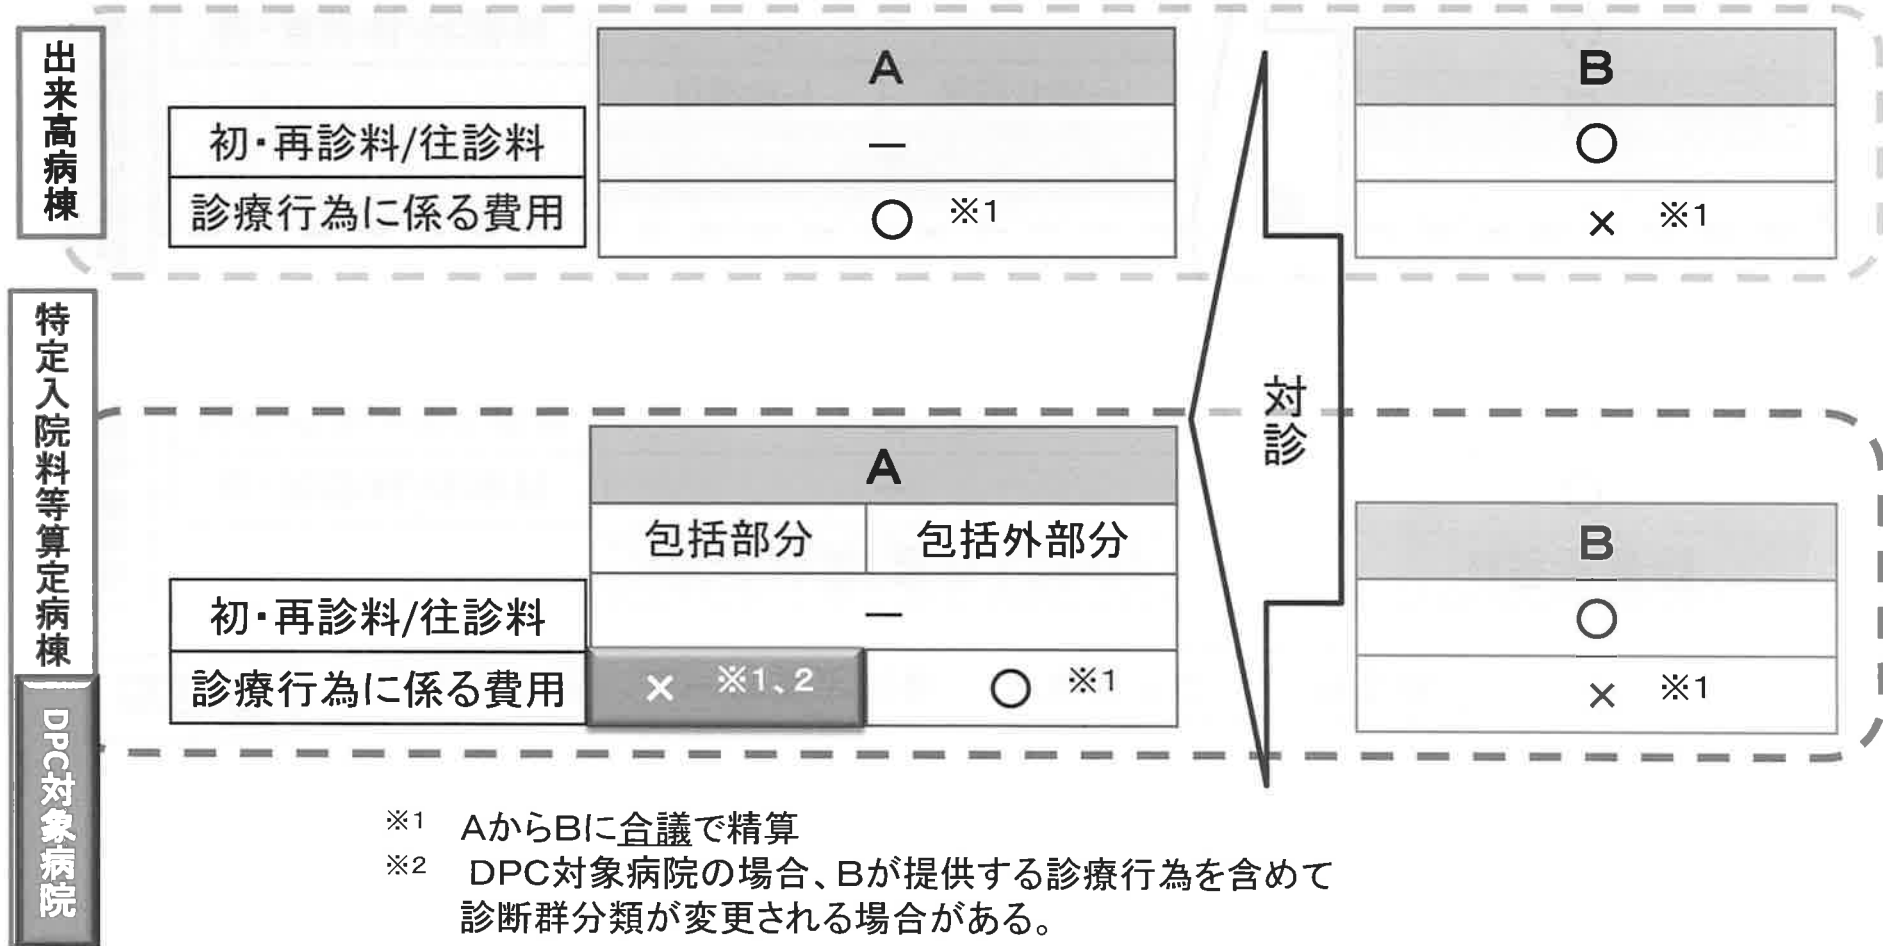 出来高病棟
A
B
初・再診料/往診料
―
○
診療行為に係る費用
○ ※1
× ※1
対診
特定入院料等算定病棟
DPC対象病院
A
包括部分
包括外部分
B
初・再診料/往診料
―
○
診療行為に係る費用
× ※1、2
○ ※1
× ※1
※1 AからBに合議で精算
※2 DPC対象病院の場合、Bが提供する診療行為を含めて
診断群分類が変更される場合がある。